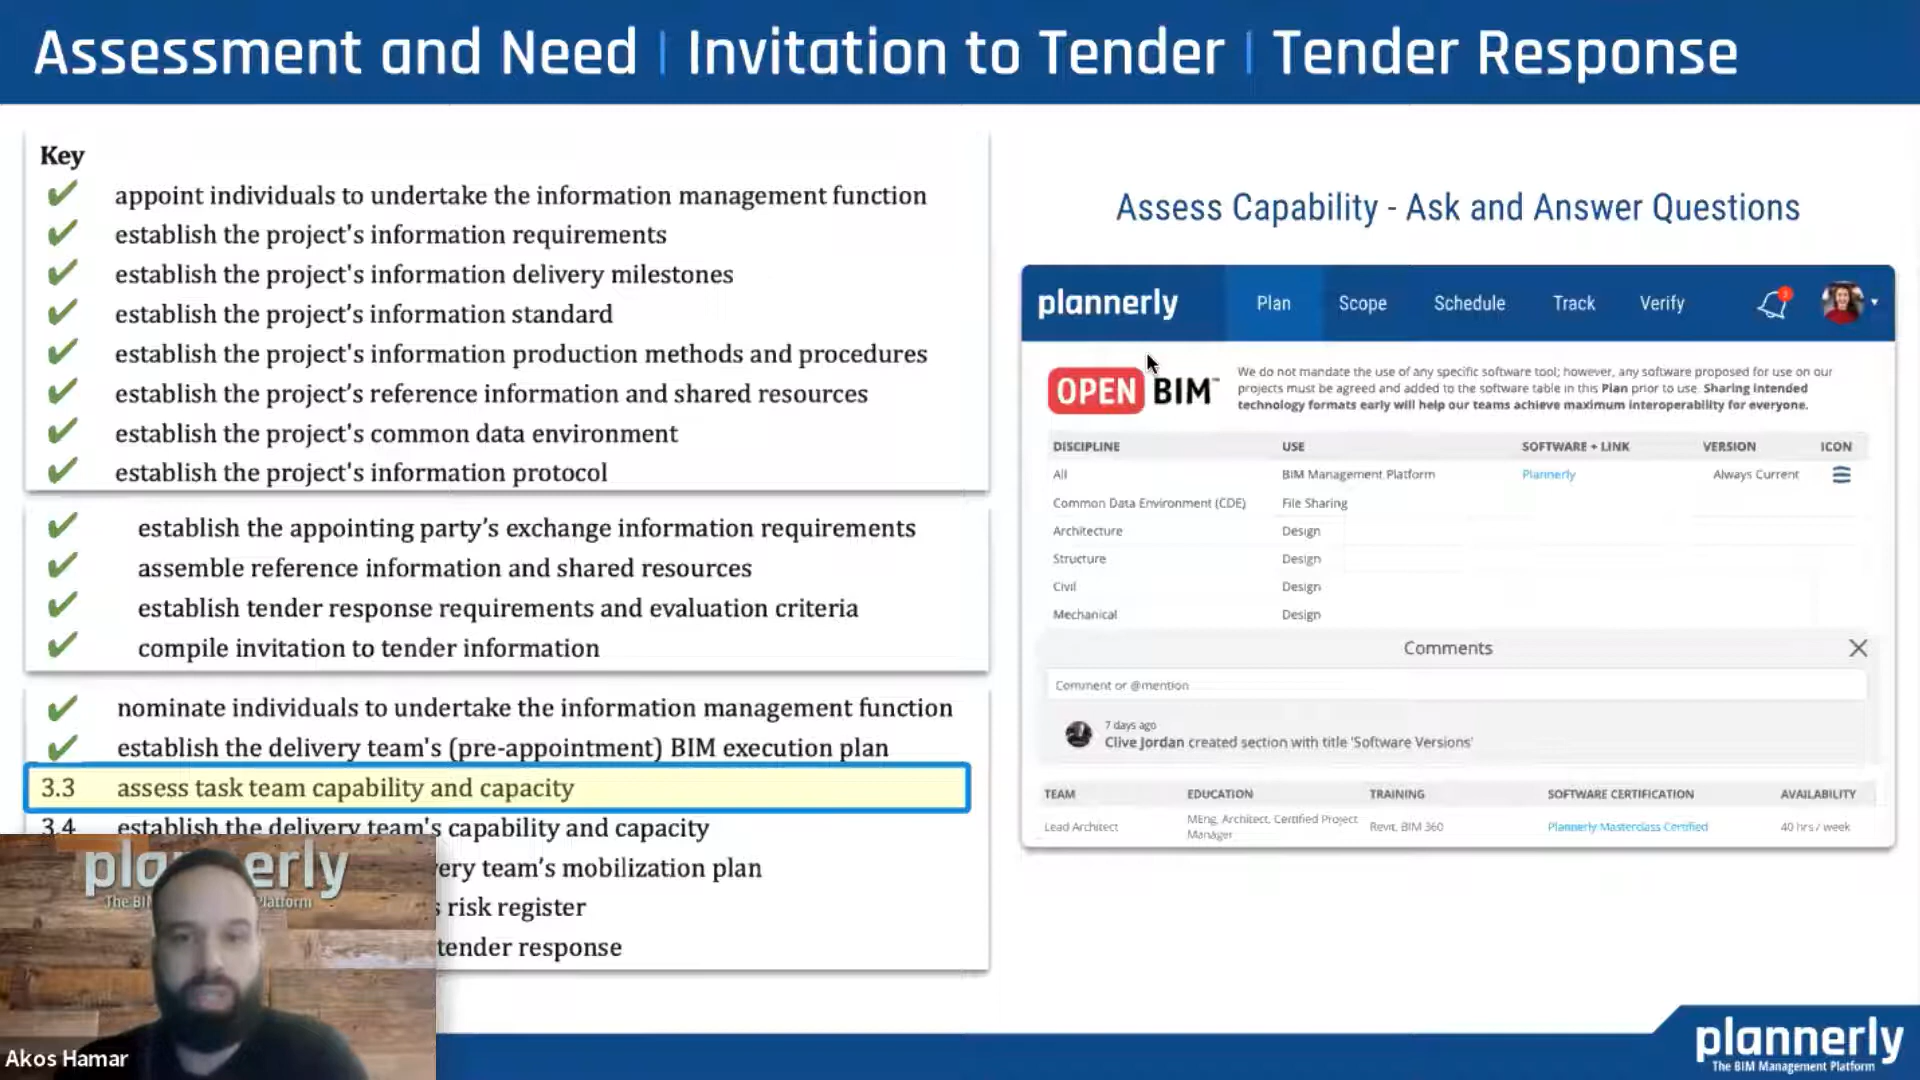 Assessment and Need | Invitation to Tender | Tender Response
Key
appoint individuals to undertake the information management function
establish the project's information requirements
establish the project's information delivery milestones
establish the project's information standard
establish the project's information production methods and procedures
establish the project's reference information and shared resources
establish the project's common data environment
establish the project's information protocol
establish the appointing party's exchange information requirements
assemble reference information and shared resources
establish tender response requirements and evaluation criteria
compile invitation to tender information
nominate individuals to undertake the information management function
establish the delivery team's (pre-appointment) BIM execution plan
3.3 assess task team capability and capacity
3.4 establish the delivery team's capability and capacity
team's mobilization plan
risk register
tender response
Assess Capability - Ask and Answer Questions
plannerly Plan Scope Schedule Track Verify
OPEN BIM™
We do not mandate the use of any specific software tool; however, any software proposed for use on our
projects must be agreed and added to the software table in this Plan prior to use. Sharing intended
technology formats early will help our teams achieve maximum interoperability for everyone.
DISCIPLINE USE SOFTWARE + LINK VERSION ICON
All BIM Management Platform Plannerly Always Current
Common Data Environment (CDE) File Sharing
Architecture Design
Structure Design
Civil Design
Mechanical Design
Comments
Comment or @mention
7 days ago
Clive Jordan created section with title 'Software Versions'
TEAM EDUCATION TRAINING SOFTWARE CERTIFICATION AVAILABILITY
Lead Architect MEng, Architect, Certified Project Manager Revit, BIM 360 Plannerly Masterclass Certified 40 hrs / week
Akos Hamar
plannerly
The BIM Management Platform